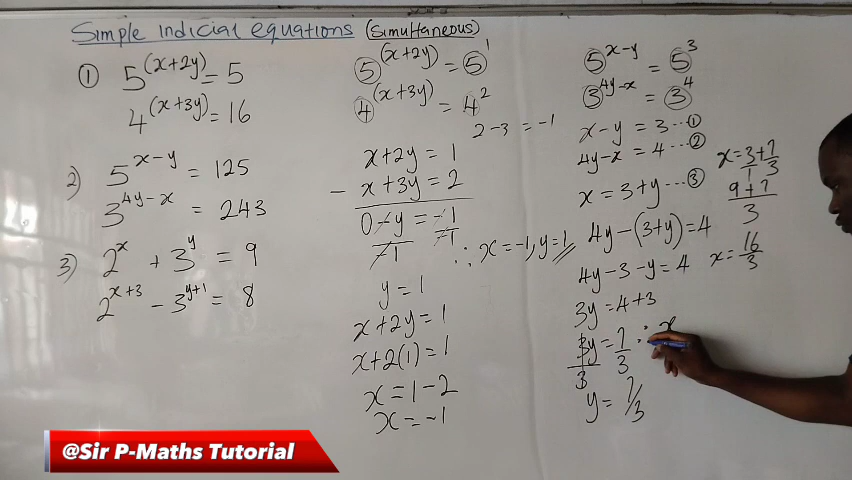 Simple indicial equations (Simultaneous)
① 5^(x+2y) = 5
4^(x+3y) = 16
2) 5^x-y = 125
3^4y-x = 243
3) 2^x + 3^y = 9
2^x+3 - 3^y+1 = 8
5^(x+2y) = 5^1
4^(x+3y) = 4^2
2-3 = -1
x+2y = 1
- x+3y = 2
0-y = -1
-1 -1
y = 1
x+2y = 1
x+2(1) = 1
x = 1-2
x = -1
∴ x = -1, y = 1
5^x-y = 5^3
3^4y-x = 3^4
x-y = 3 --- ①
4y-x = 4 --- ②
x = 3+y --- ③
4y-(3+y) = 4
4y-3-y = 4
3y = 4+3
3y = 7
3 3
∴ x
y = 7/3
x = 3 + 7
1 3
9+7
3
x = 16
3
@Sir P-Maths Tutorial